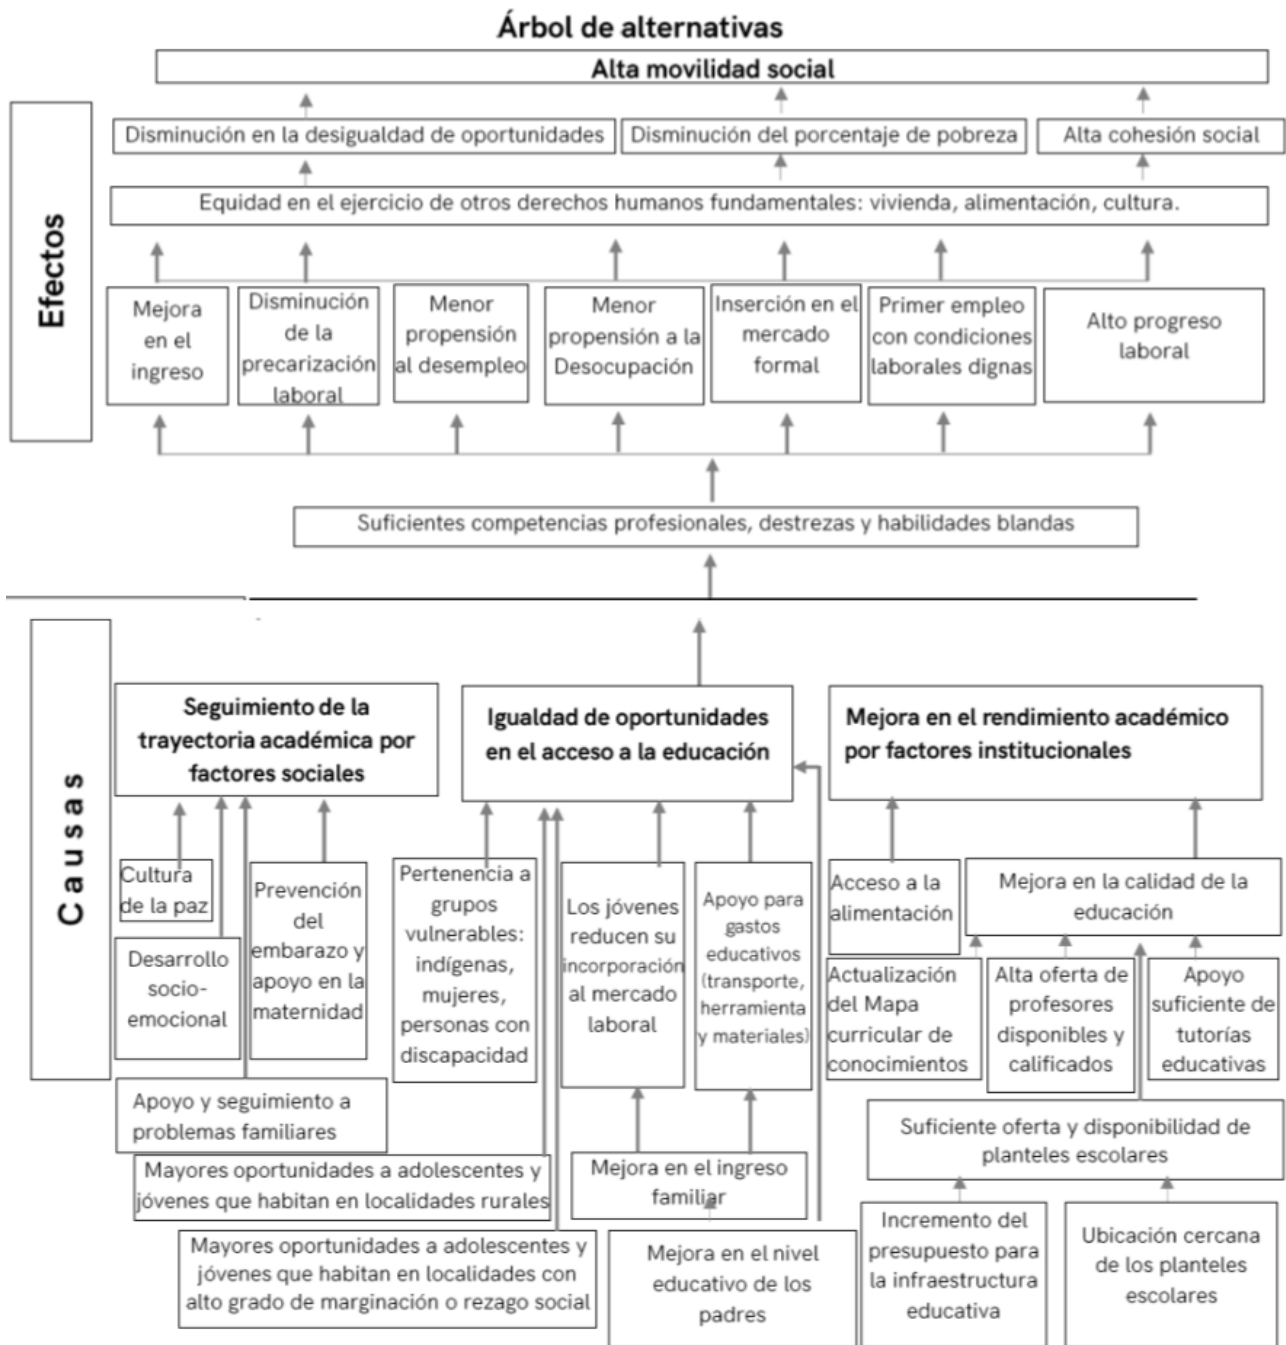 Árbol de alternativas
Alta movilidad social
Efectos
Disminución en la desigualdad de oportunidades
Disminución del porcentaje de pobreza
Alta cohesión social
Equidad en el ejercicio de otros derechos humanos fundamentales: vivienda, alimentación, cultura.
Mejora
en el
ingreso
Disminución
de la
precarización
laboral
Menor
propensión
al desempleo
Menor
propensión a la
Desocupación
Inserción en el
mercado
formal
Primer empleo
con condiciones
laborales dignas
Alto progreso
laboral
Suficientes competencias profesionales, destrezas y habilidades blandas
Causas
Seguimiento de la
trayectoria académica por
factores sociales
Igualdad de oportunidades
en el acceso a la educación
Mejora en el rendimiento académico
por factores institucionales
Cultura
de la paz
Desarrollo
socio-
emocional
Prevención
del
embarazo y
apoyo en la
maternidad
Apoyo y seguimiento a
problemas familiares
Pertenencia a
grupos
vulnerables:
indígenas,
mujeres,
personas con
discapacidad
Los jóvenes
reducen su
incorporación
al mercado
laboral
Apoyo para
gastos
educativos
(transporte,
herramienta
y materiales)
Acceso a la
alimentación
Mejora en la calidad de la
educación
Actualización
del Mapa
curricular de
conocimientos
Alta oferta de
profesores
disponibles y
calificados
Apoyo
suficiente de
tutorías
educativas
Suficiente oferta y disponibilidad de
planteles escolares
Mayores oportunidades a adolescentes y
jóvenes que habitan en localidades rurales
Mejora en el ingreso
familiar
Mayores oportunidades a adolescentes y
jóvenes que habitan en localidades con
alto grado de marginación o rezago social
Mejora en el nivel
educativo de los
padres
Incremento del
presupuesto para
la infraestructura
educativa
Ubicación cercana
de los planteles
escolares